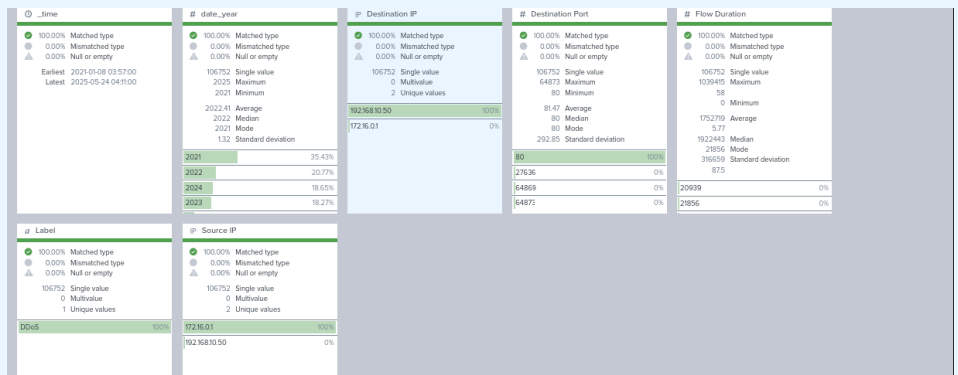 _time
100.00% Matched type
0.00% Mismatched type
0.00% Null or empty
Earliest 2021-01-08 03:57:00
Latest 2025-05-24 04:11:00
# date_year
100.00% Matched type
0.00% Mismatched type
0.00% Null or empty
106752 Single value
2025 Maximum
2021 Minimum
2022.41 Average
2022 Median
2021 Mode
1.32 Standard deviation
2021 35.43%
2022 20.77%
2024 18.65%
2023 18.27%
IP Destination IP
100.00% Matched type
0.00% Mismatched type
0.00% Null or empty
106752 Single value
0 Multivalue
2 Unique values
192.168.10.50 100%
172.16.0.1 0%
# Destination Port
100.00% Matched type
0.00% Mismatched type
0.00% Null or empty
106752 Single value
64873 Maximum
80 Minimum
81.47 Average
80 Median
80 Mode
292.85 Standard deviation
80 100%
27636 0%
64869 0%
64873 0%
# Flow Duration
100.00% Matched type
0.00% Mismatched type
0.00% Null or empty
106752 Single value
1039415 Maximum
58
0 Minimum
1752719 Average
5.77
1922443 Median
21856 Mode
316659 Standard deviation
87.5
20939 0%
21856 0%
a Label
100.00% Matched type
0.00% Mismatched type
0.00% Null or empty
106752 Single value
0 Multivalue
1 Unique values
DDoS 100%
IP Source IP
100.00% Matched type
0.00% Mismatched type
0.00% Null or empty
106752 Single value
0 Multivalue
2 Unique values
172.16.0.1 100%
192.168.10.50 0%